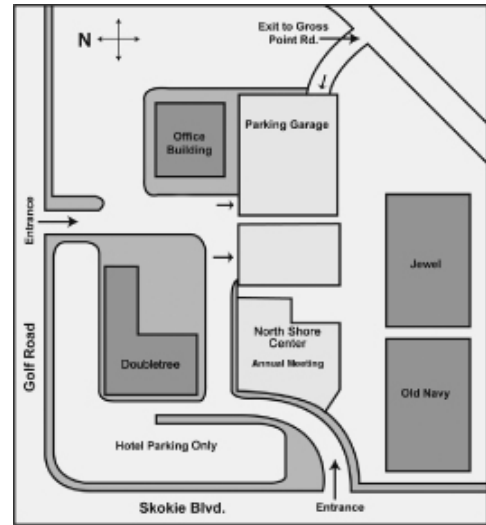 Exit to Gross
Point Rd.
N
Parking Garage
Office
Building
Entrance
Jewel
North Shore
Center
Annual Meeting
Doubletree
Golf Road
Old Navy
Hotel Parking Only
Skokie Blvd.
Entrance